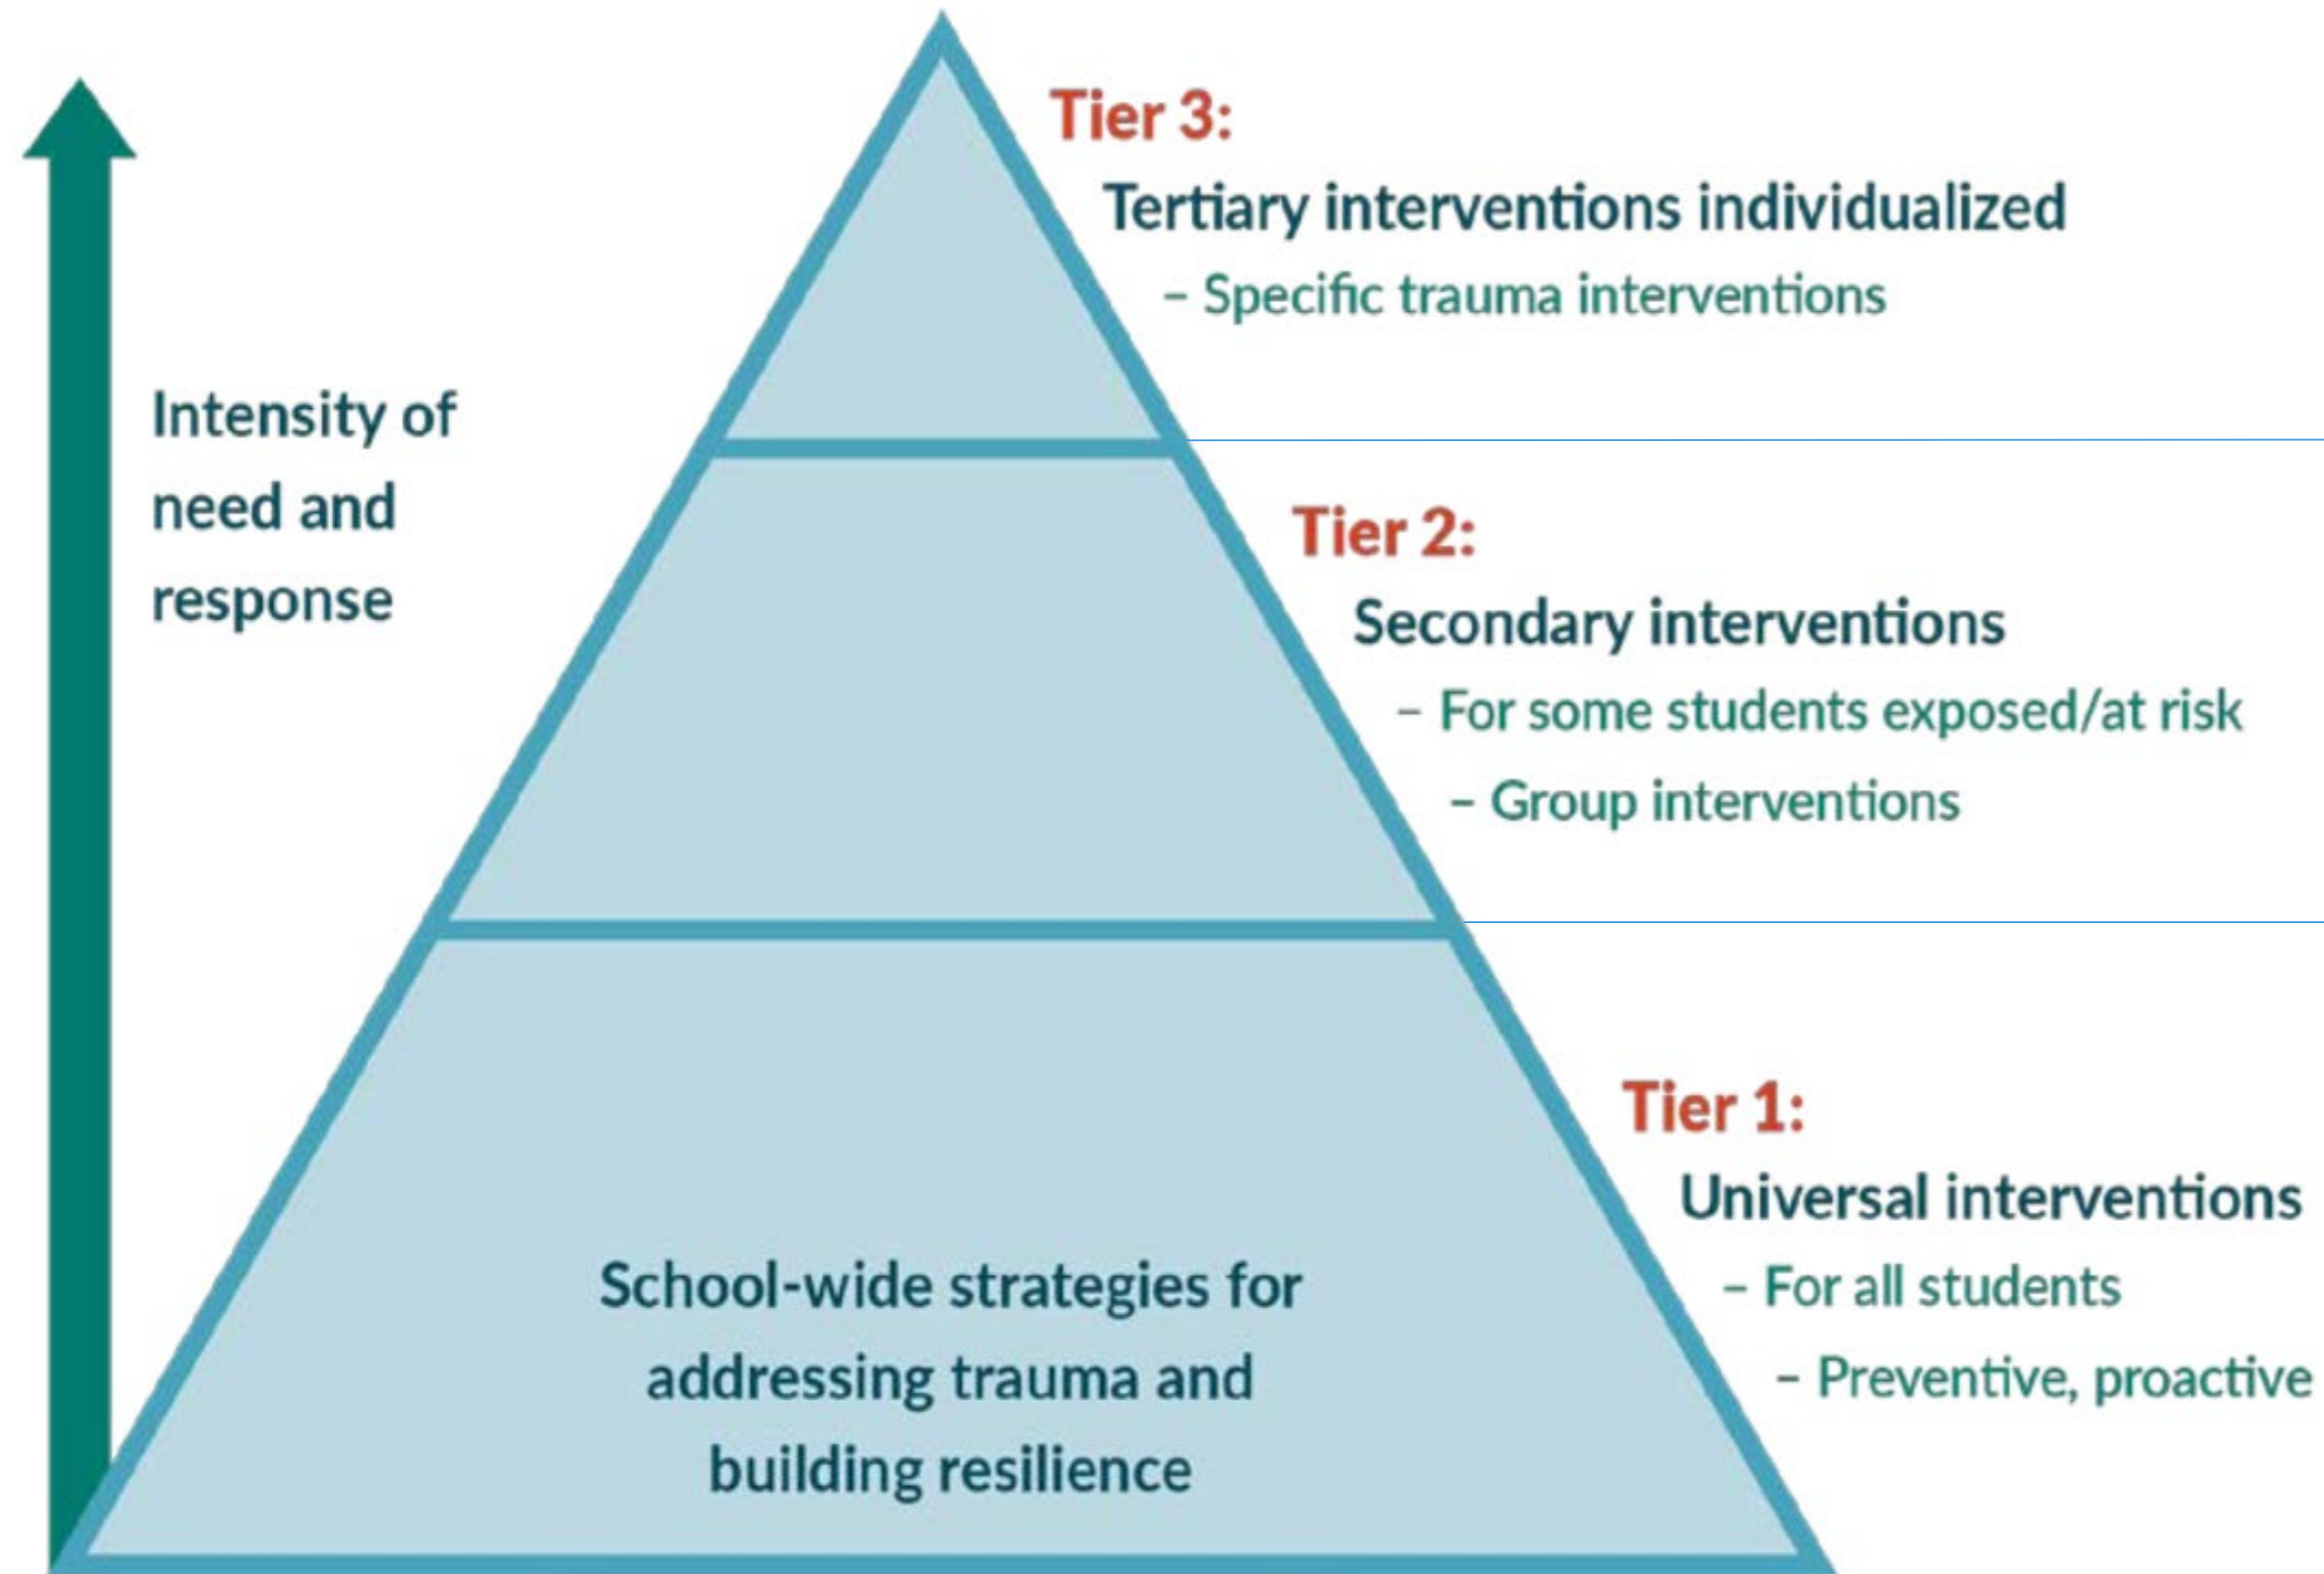 Tier 3:
Tertiary interventions individualized
– Specific trauma interventions
Intensity of
need and
response
Tier 2:
Secondary interventions
– For some students exposed/at risk
– Group interventions
Tier 1:
Universal interventions
– For all students
– Preventive, proactive
School-wide strategies for
addressing trauma and
building resilience